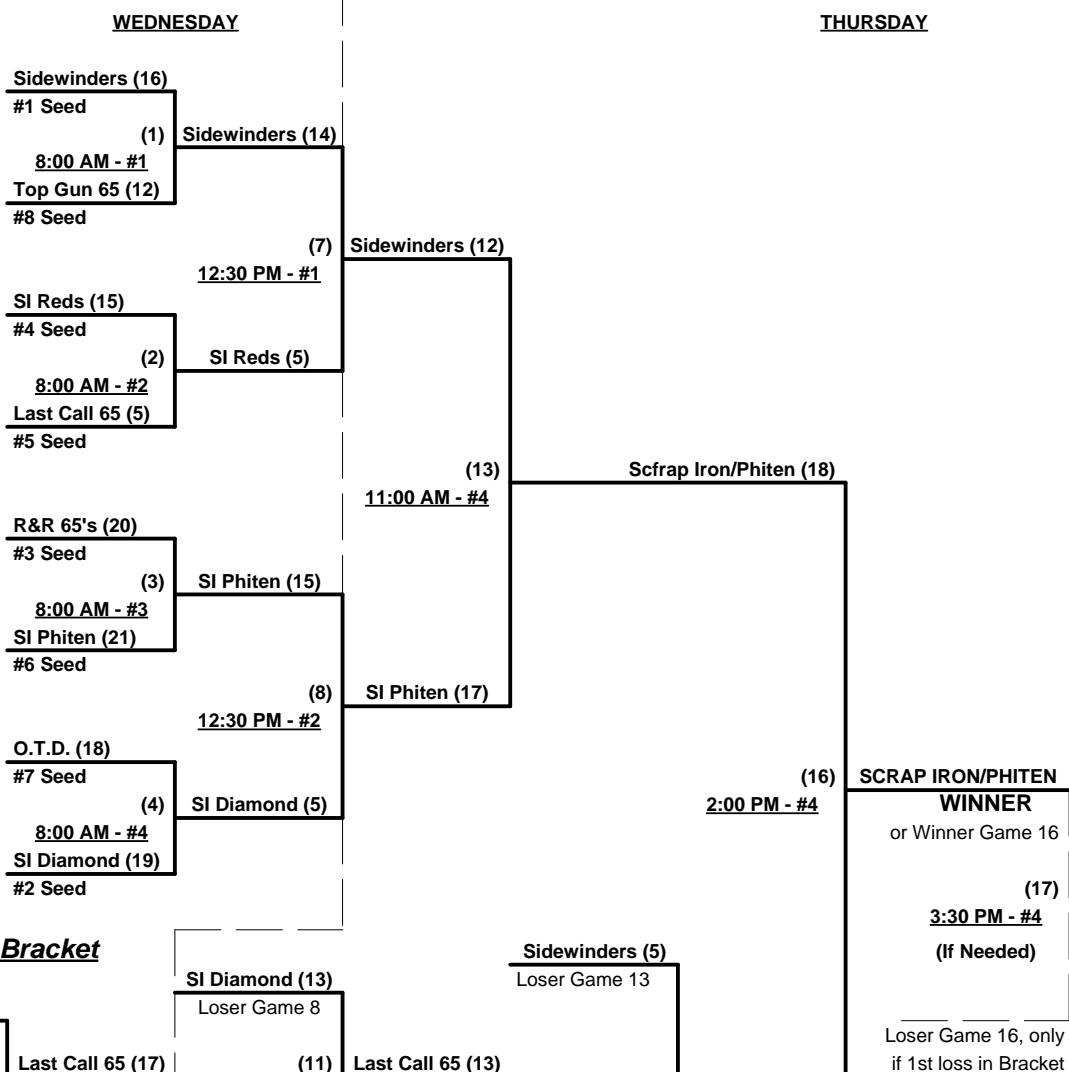 WEDNESDAY
THURSDAY
Sidewinders (16)
#1 Seed
(1)
8:00 AM - #1
Top Gun 65 (12)
#8 Seed
Sidewinders (14)
(7)
12:30 PM - #1
Sidewinders (12)
SI Reds (15)
#4 Seed
(2)
8:00 AM - #2
Last Call 65 (5)
#5 Seed
SI Reds (5)
(13)
11:00 AM - #4
Scfrap Iron/Phiten (18)
R&R 65's (20)
#3 Seed
(3)
8:00 AM - #3
SI Phiten (21)
#6 Seed
SI Phiten (15)
(8)
12:30 PM - #2
SI Phiten (17)
O.T.D. (18)
#7 Seed
(4)
8:00 AM - #4
SI Diamond (19)
#2 Seed
SI Diamond (5)
(16)
2:00 PM - #4
SCRAP IRON/PHITEN
WINNER
or Winner Game 16
(17)
3:30 PM - #4
(If Needed)
Loser Game 16, only
if 1st loss in Bracket
Bracket
SI Diamond (13)
Loser Game 8
Sidewinders (5)
Loser Game 13
Last Call 65 (17)
(11)
Last Call 65 (13)